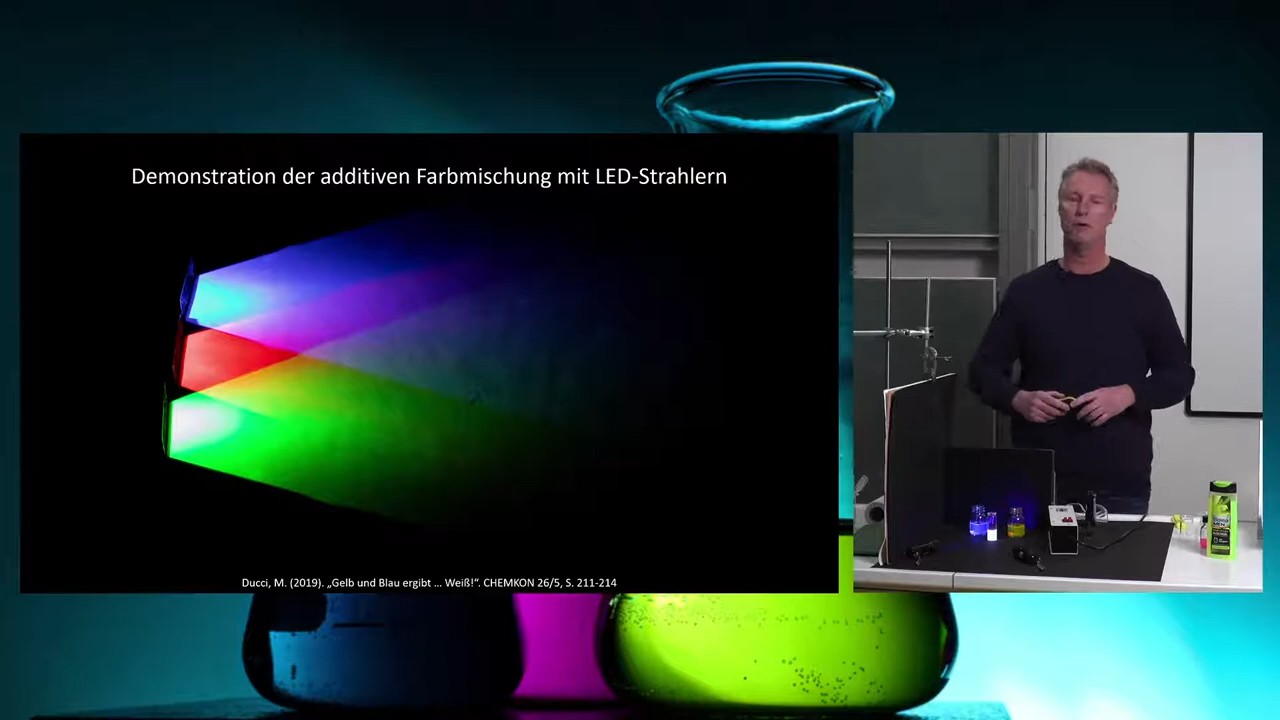 Demonstration der additiven Farbmischung mit LED-Strahlern
Ducci, M. (2019). „Gelb und Blau ergibt … Weiß!“. CHEMKON 26/5, S. 211-214